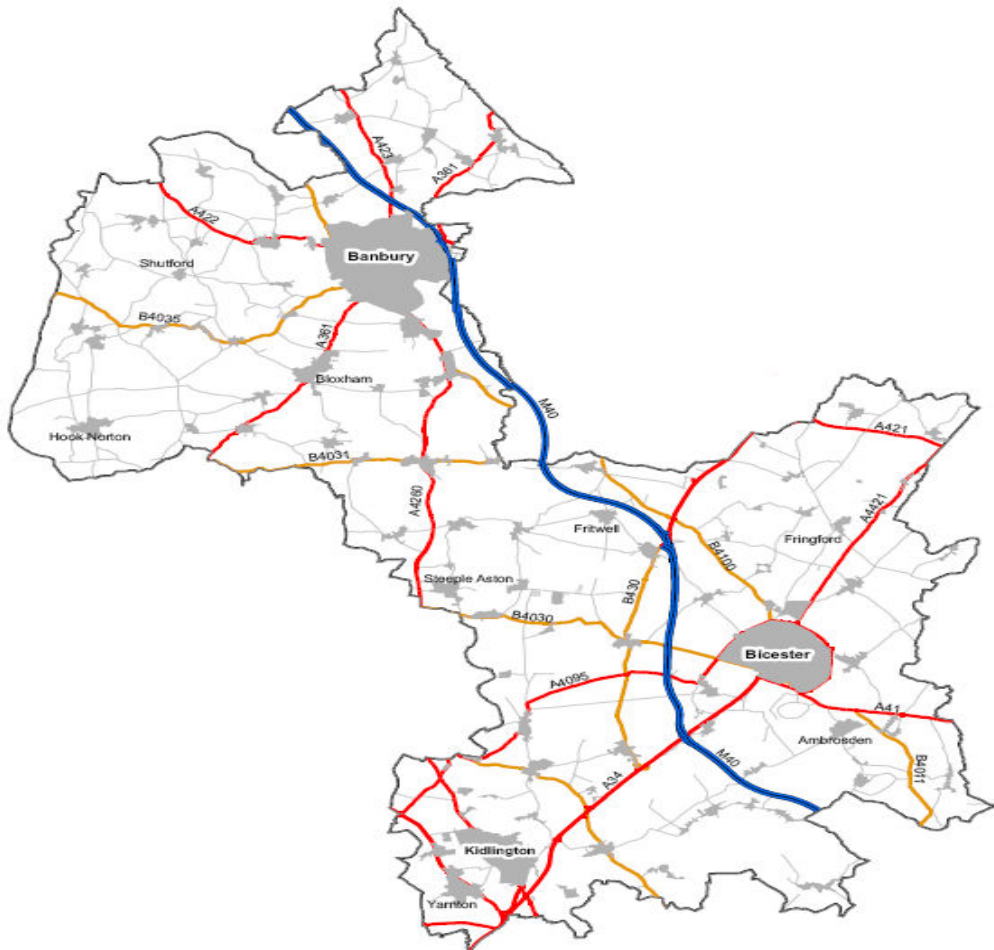 A423
A361
A422
Banbury
Shutford
B4035
A361
Bloxham
M40
Hook Norton
A421
B4031
A4260
A4421
Fritwell
Fringford
B4100
Steeple Aston
B430
B4030
Bicester
A4095
A41
Ambrosden
M40
B4011
A34
Kidlington
Yarnton